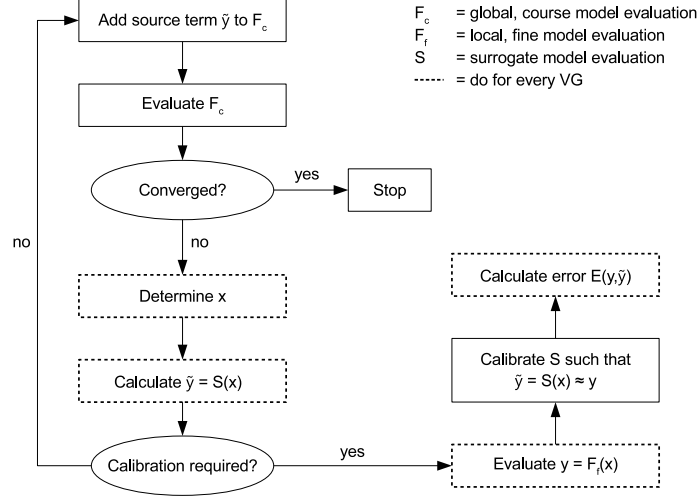 Add source term ỹ to F_c
F_c = global, course model evaluation
F_f = local, fine model evaluation
S = surrogate model evaluation
= do for every VG
Evaluate F_c
Converged?
yes
Stop
no
no
Determine x
Calculate error E(y,ỹ)
Calculate ỹ = S(x)
Calibrate S such that
ỹ = S(x) ≈ y
Calibration required?
yes
Evaluate y = F_f(x)